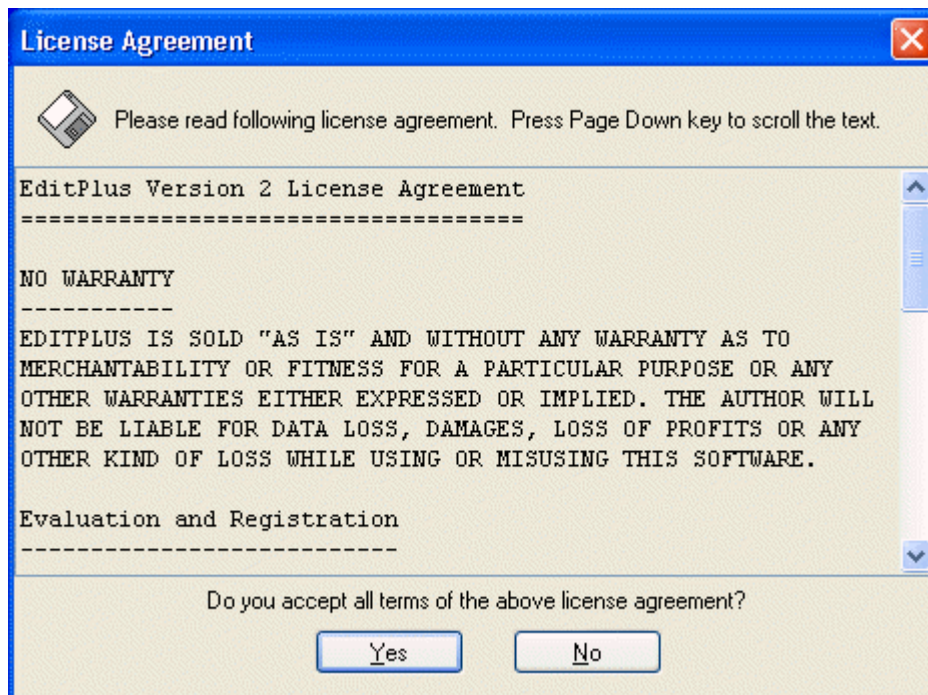 License Agreement
Please read following license agreement.  Press Page Down key to scroll the text.
EditPlus Version 2 License Agreement
====================================
NO WARRANTY
-----------
EDITPLUS IS SOLD "AS IS" AND WITHOUT ANY WARRANTY AS TO
MERCHANTABILITY OR FITNESS FOR A PARTICULAR PURPOSE OR ANY
OTHER WARRANTIES EITHER EXPRESSED OR IMPLIED. THE AUTHOR WILL
NOT BE LIABLE FOR DATA LOSS, DAMAGES, LOSS OF PROFITS OR ANY
OTHER KIND OF LOSS WHILE USING OR MISUSING THIS SOFTWARE.
Evaluation and Registration
---------------------------
Do you accept all terms of the above license agreement?
Yes No